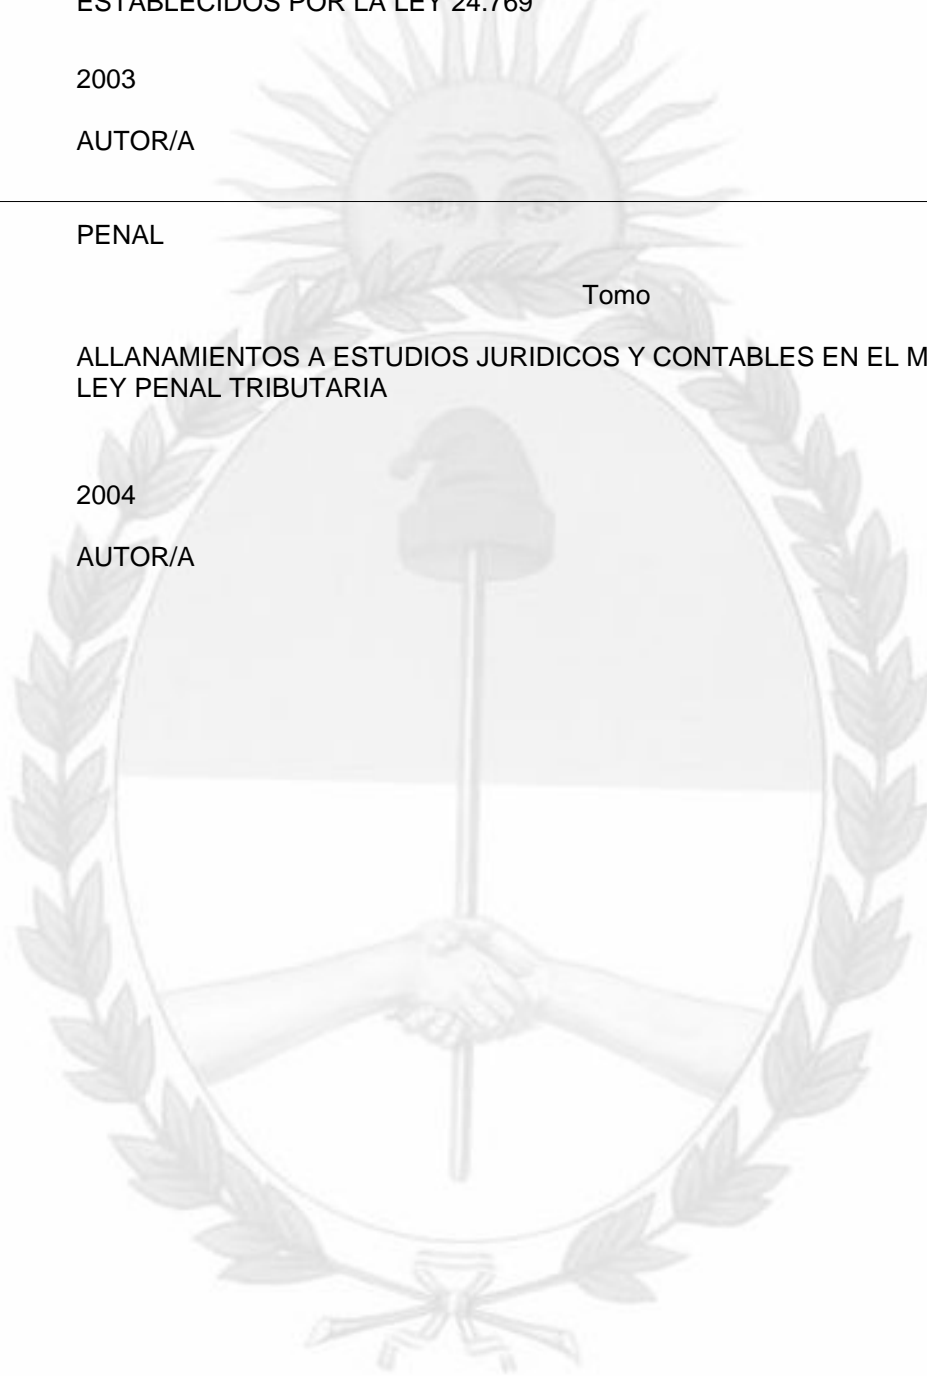 ESTABLECIDOS POR LA LEY 24.769
2003
AUTOR/A
PENAL
Tomo
ALLANAMIENTOS A ESTUDIOS JURIDICOS Y CONTABLES EN EL M
LEY PENAL TRIBUTARIA
2004
AUTOR/A